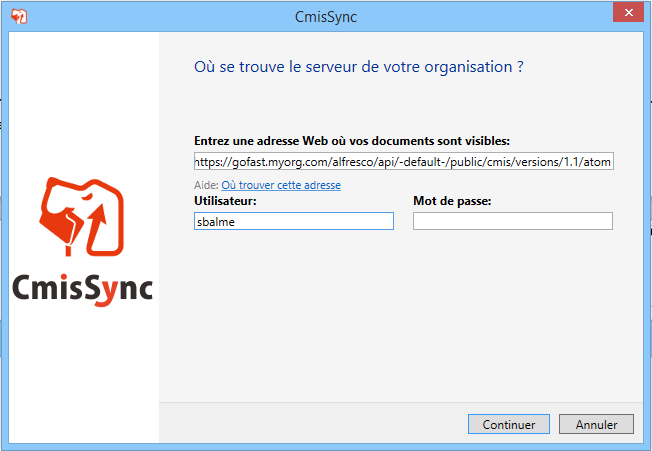 CmisSync
Où se trouve le serveur de votre organisation ?
Entrez une adresse Web où vos documents sont visibles:
https://gofast.myorg.com/alfresco/api/-default-/public/cmis/versions/1.1/atom
Aide: Où trouver cette adresse
Utilisateur: Mot de passe:
sbalme
CmisSync
Continuer Annuler